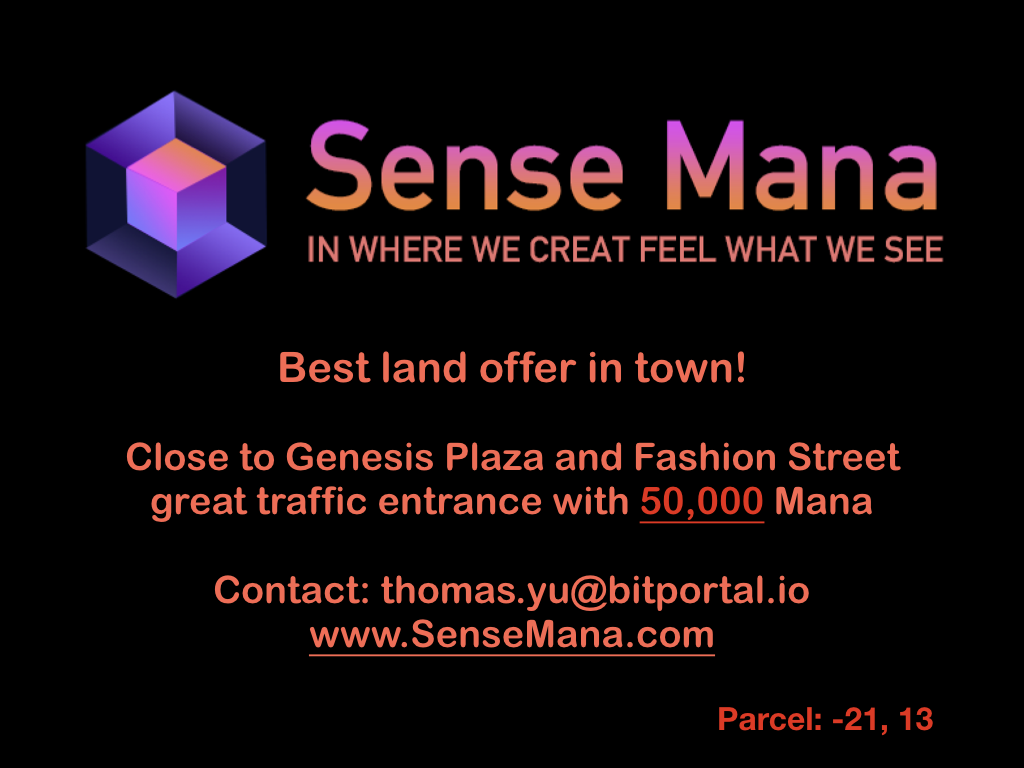 Sense Mana
IN WHERE WE CREAT FEEL WHAT WE SEE
Best land offer in town!
Close to Genesis Plaza and Fashion Street
great traffic entrance with 50,000 Mana
Contact: thomas.yu@bitportal.io
www.SenseMana.com
Parcel: -21, 13